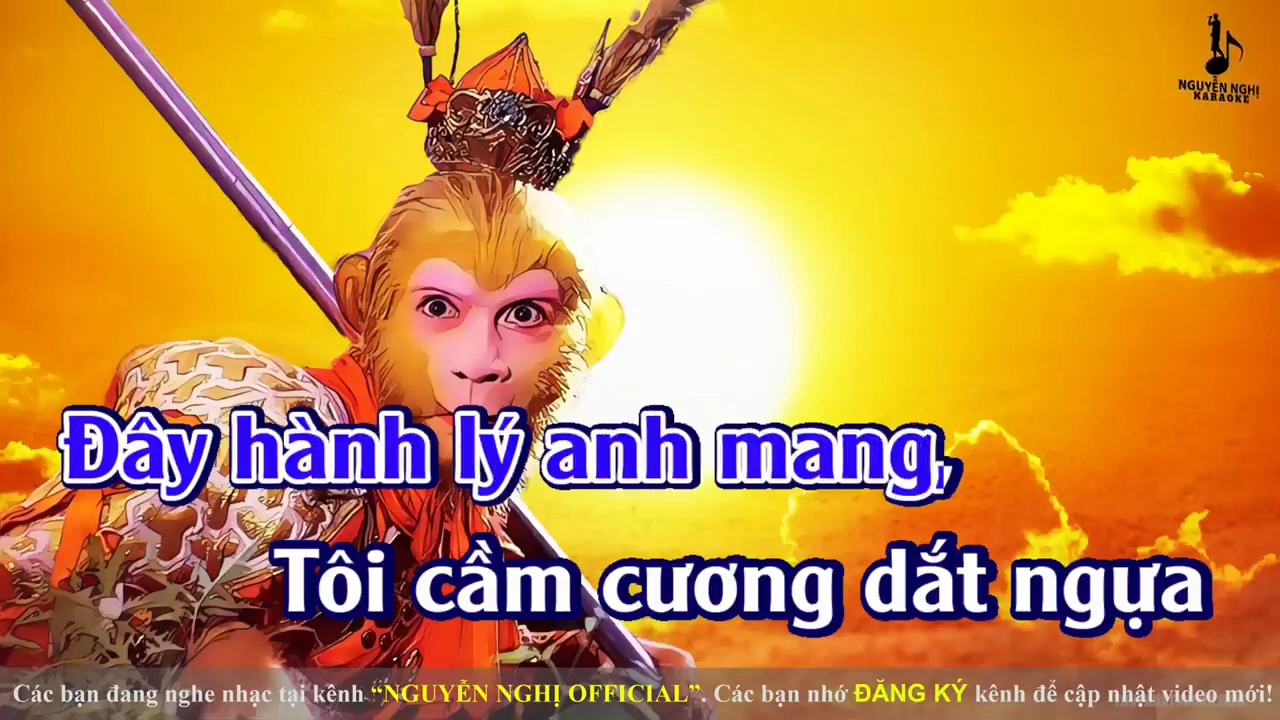 NGUYỄN NGHỊ
KARAOKE
Đây hành lý anh mang,
Tôi cầm cương dắt ngựa
Các bạn đang nghe nhạc tại kênh “NGUYỄN NGHỊ OFFICIAL”. Các bạn nhớ ĐĂNG KÝ kênh để cập nhật video mới!